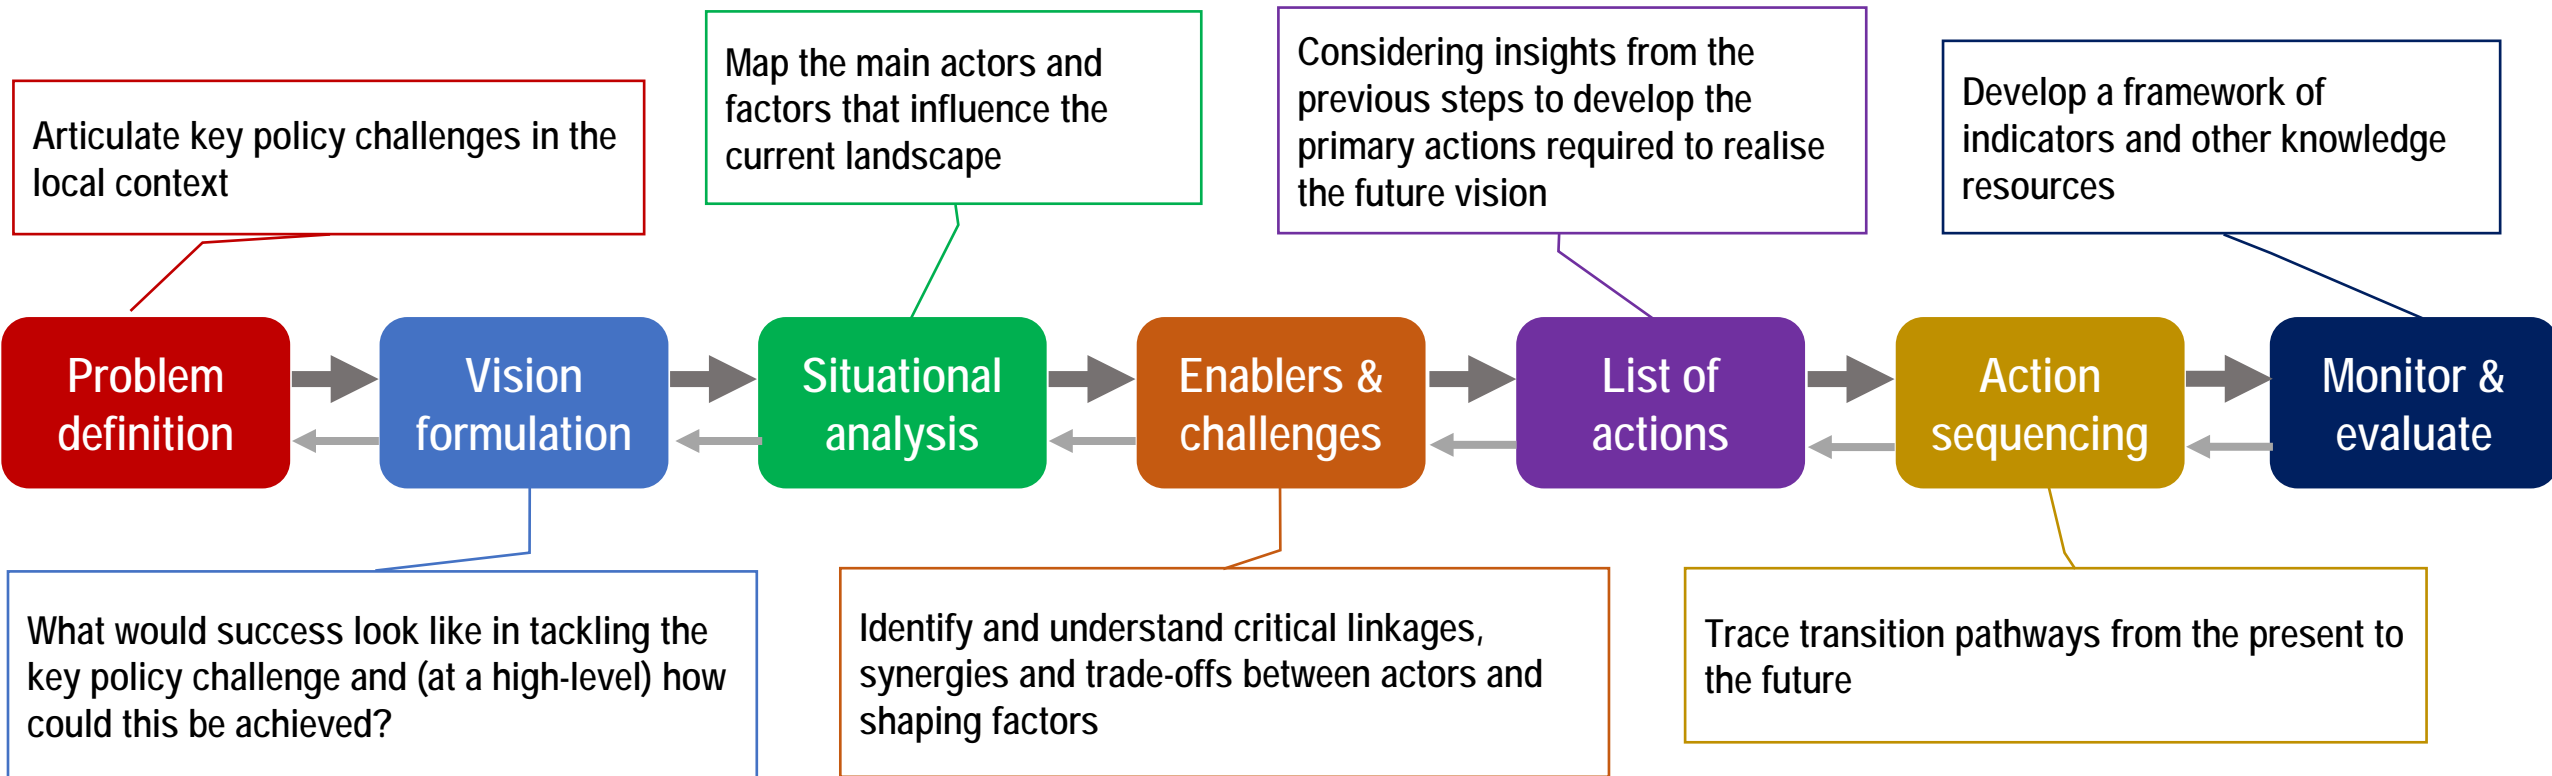 Articulate key policy challenges in the
local context
Map the main actors and
factors that influence the
current landscape
Considering insights from the
previous steps to develop the
primary actions required to realise
the future vision
Develop a framework of
indicators and other knowledge
resources
Problem
definition
Vision
formulation
Situational
analysis
Enablers &
challenges
List of
actions
Action
sequencing
Monitor &
evaluate
What would success look like in tackling the
key policy challenge and (at a high-level) how
could this be achieved?
Identify and understand critical linkages,
synergies and trade-offs between actors and
shaping factors
Trace transition pathways from the present to
the future